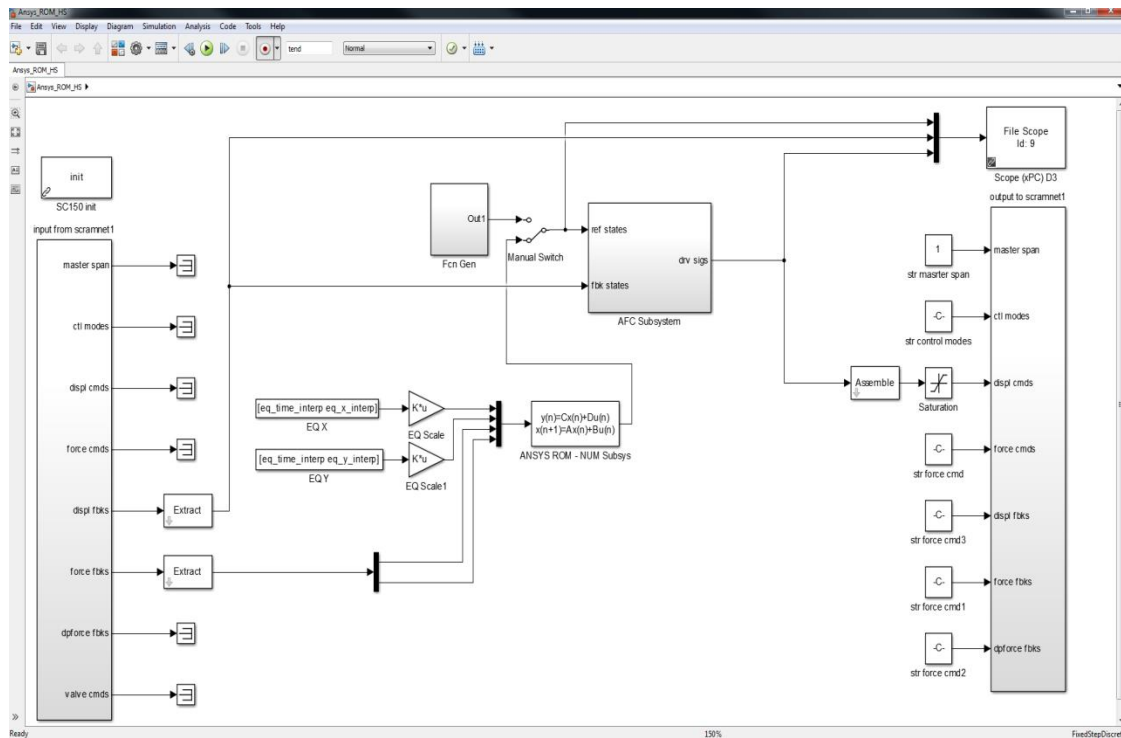 Ansys_ROM_HS
File Edit View Display Diagram Simulation Analysis Code Tools Help
tend Normal
Ansys_ROM_HS
Ansys_ROM_HS
init
SC150 init
input from scramnet1
master span
ctl modes
displ cmds
force cmds
displ fbks
force fbks
dpforce fbks
valve cmds
Extract
Extract
[eq_time_interp eq_x_interp]
EQ X
K*u
EQ Scale
[eq_time_interp eq_y_interp]
EQ Y
K*u
EQ Scale1
Out1
Fcn Gen
Manual Switch
y(n)=Cx(n)+Du(n)
x(n+1)=Ax(n)+Bu(n)
ANSYS ROM - NUM Subsys
ref states
fbk states
drv sigs
AFC Subsystem
File Scope
Id: 9
Scope (xPC) D3
Assemble
Saturation
1
str masrter span
-C-
str control modes
-C-
str force cmd
-C-
str force cmd3
-C-
str force cmd1
-C-
str force cmd2
output to scramnet1
master span
ctl modes
displ cmds
force cmds
displ fbks
force fbks
dpforce fbks
Ready 150% FixedStepDiscret